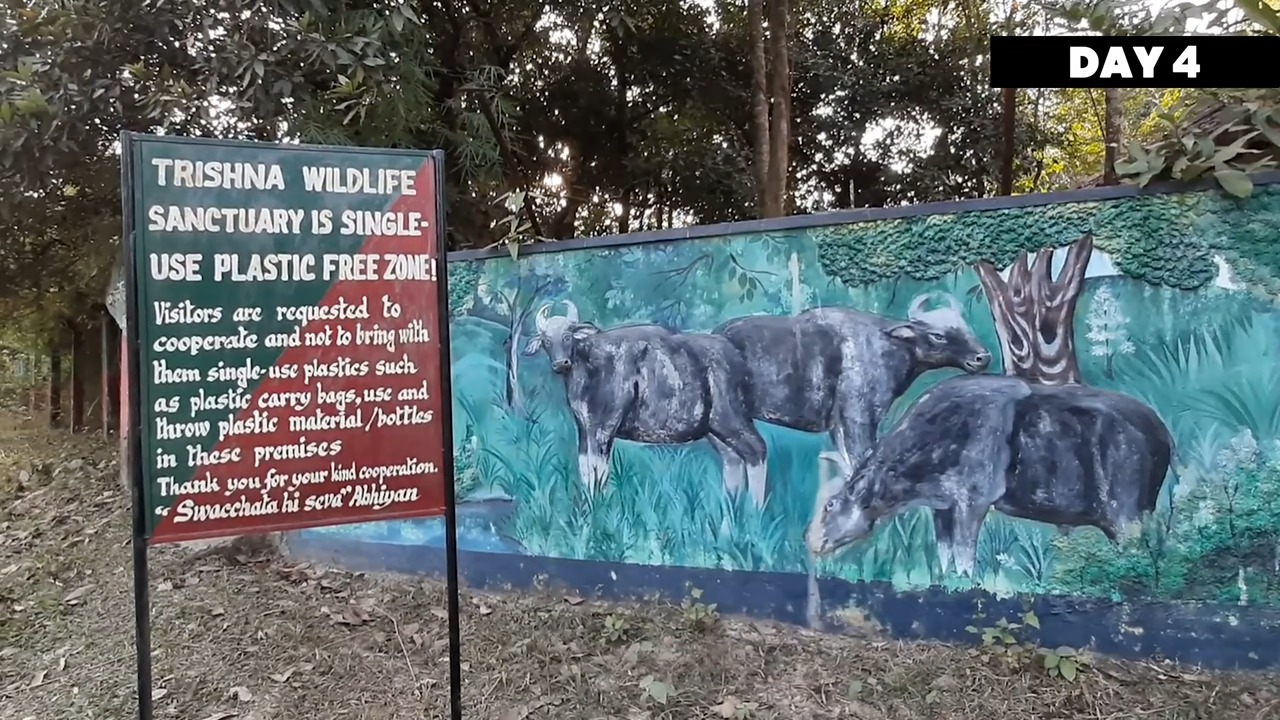 DAY 4
TRISHNA WILDLIFE
SANCTUARY IS SINGLE-
USE PLASTIC FREE ZONE!
Visitors are requested to
cooperate and not to bring with
them single-use plastics such
as plastic carry bags, use and
throw plastic material /bottles
in these premises
Thank you for your kind cooperation.
"Swacchata hi seva" Abhiyan